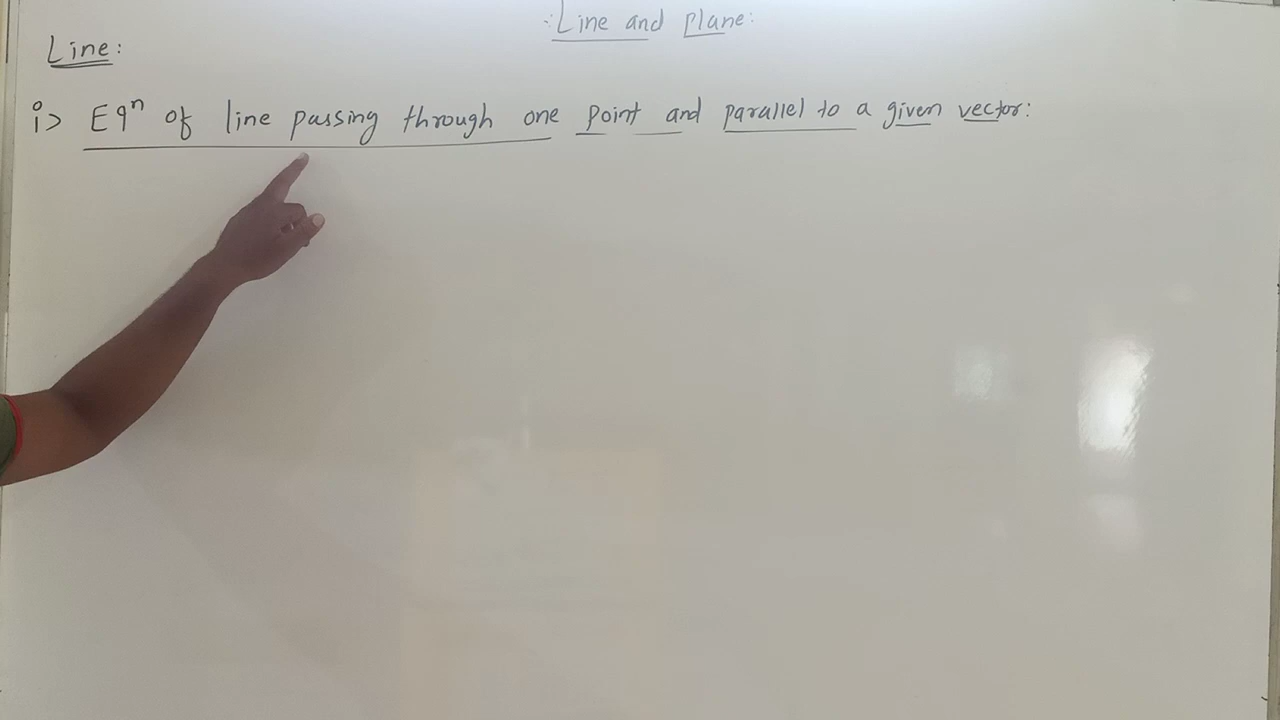 :Line and plane:
Line:
i> Eqⁿ of line passing through one point and parallel to a given vector: